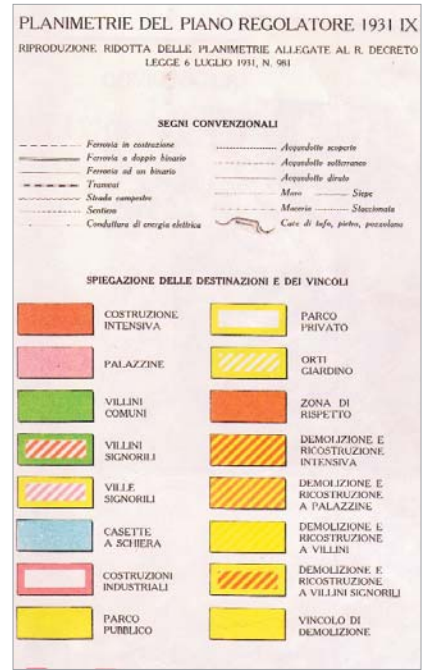 PLANIMETRIE DEL PIANO REGOLATORE 1931 IX
RIPRODUZIONE RIDOTTA DELLE PLANIMETRIE ALLEGATE AL R. DECRETO
LEGGE 6 LUGLIO 1931, N. 981
SEGNI CONVENZIONALI
Ferrovia in costruzione
Ferrovia a doppio binario
Ferrovia ad un binario
Tramvai
Strada campestre
Sentiero
Conduttura di energia elettrica
Acquedotto scoperto
Acquedotto sotterraneo
Acquedotto diruto
Muro Siepe
Maceria Staccionata
Cave di tufo, pietra, pozzolana
SPIEGAZIONE DELLE DESTINAZIONI E DEI VINCOLI
COSTRUZIONE
INTENSIVA
PALAZZINE
VILLINI
COMUNI
VILLINI
SIGNORILI
VILLE
SIGNORILI
CASETTE
A SCHIERA
COSTRUZIONI
INDUSTRIALI
PARCO
PUBBLICO
PARCO
PRIVATO
ORTI
GIARDINO
ZONA DI
RISPETTO
DEMOLIZIONE E
RICOSTRUZIONE
INTENSIVA
DEMOLIZIONE E
RICOSTRUZIONE
A PALAZZINE
DEMOLIZIONE E
RICOSTRUZIONE
A VILLINI
DEMOLIZIONE E
RICOSTRUZIONE
A VILLINI SIGNORILI
VINCOLO DI
DEMOLIZIONE